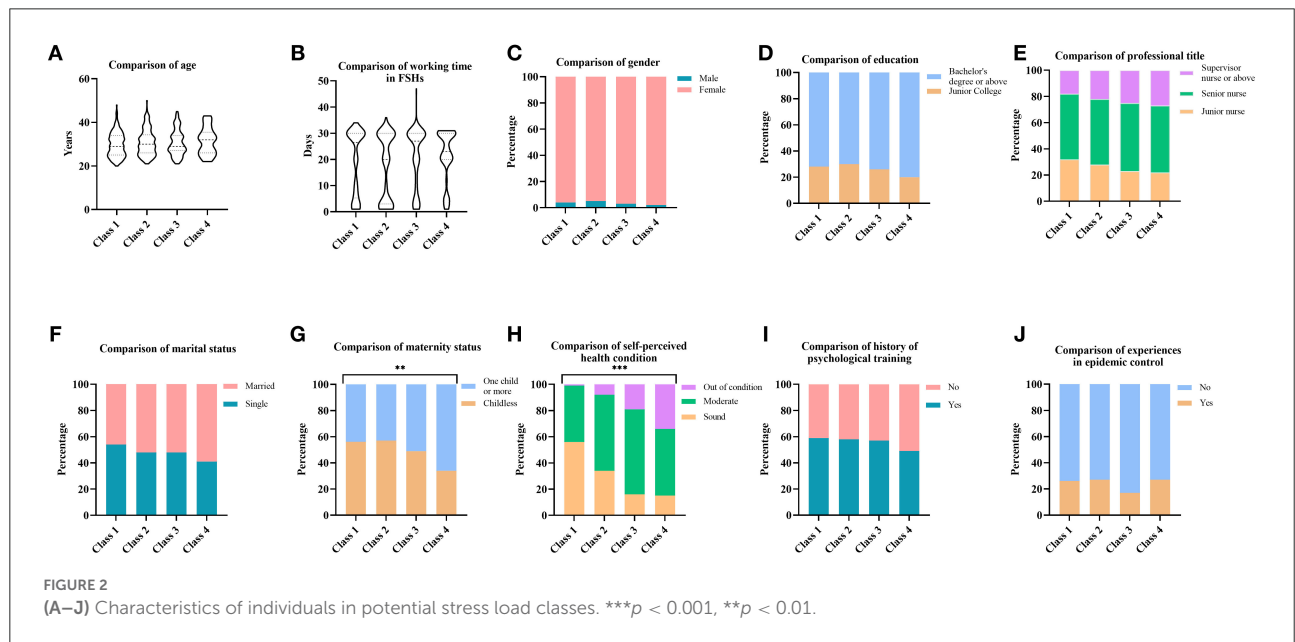 A
Comparison of age
Years
60
40
20
0
Class 1
Class 2
Class 3
Class 4
B
Comparison of working time
in FSHs
Days
50
40
30
20
10
0
Class 1
Class 2
Class 3
Class 4
C
Comparison of gender
Percentage
100
80
60
40
20
0
Class 1
Class 2
Class 3
Class 4
Male
Female
D
Comparison of education
Percentage
100
80
60
40
20
0
Class 1
Class 2
Class 3
Class 4
Bachelor's
degree or above
Junior College
E
Comparison of professional title
Percentage
100
80
60
40
20
0
Class 1
Class 2
Class 3
Class 4
Supervisor
nurse or above
Senior nurse
Junior nurse
F
Comparison of marital status
Percentage
100
80
60
40
20
0
Class 1
Class 2
Class 3
Class 4
Married
Single
G
Comparison of maternity status
**
Percentage
100
80
60
40
20
0
Class 1
Class 2
Class 3
Class 4
One child
or more
Childless
H
Comparison of self-perceived
health condition
***
Percentage
100
80
60
40
20
0
Class 1
Class 2
Class 3
Class 4
Out of condition
Moderate
Sound
I
Comparison of history of
psychological training
Percentage
100
80
60
40
20
0
Class 1
Class 2
Class 3
Class 4
No
Yes
J
Comparison of experiences
in epidemic control
Percentage
100
80
60
40
20
0
Class 1
Class 2
Class 3
Class 4
No
Yes
FIGURE 2
(A–J) Characteristics of individuals in potential stress load classes. ***p < 0.001, **p < 0.01.